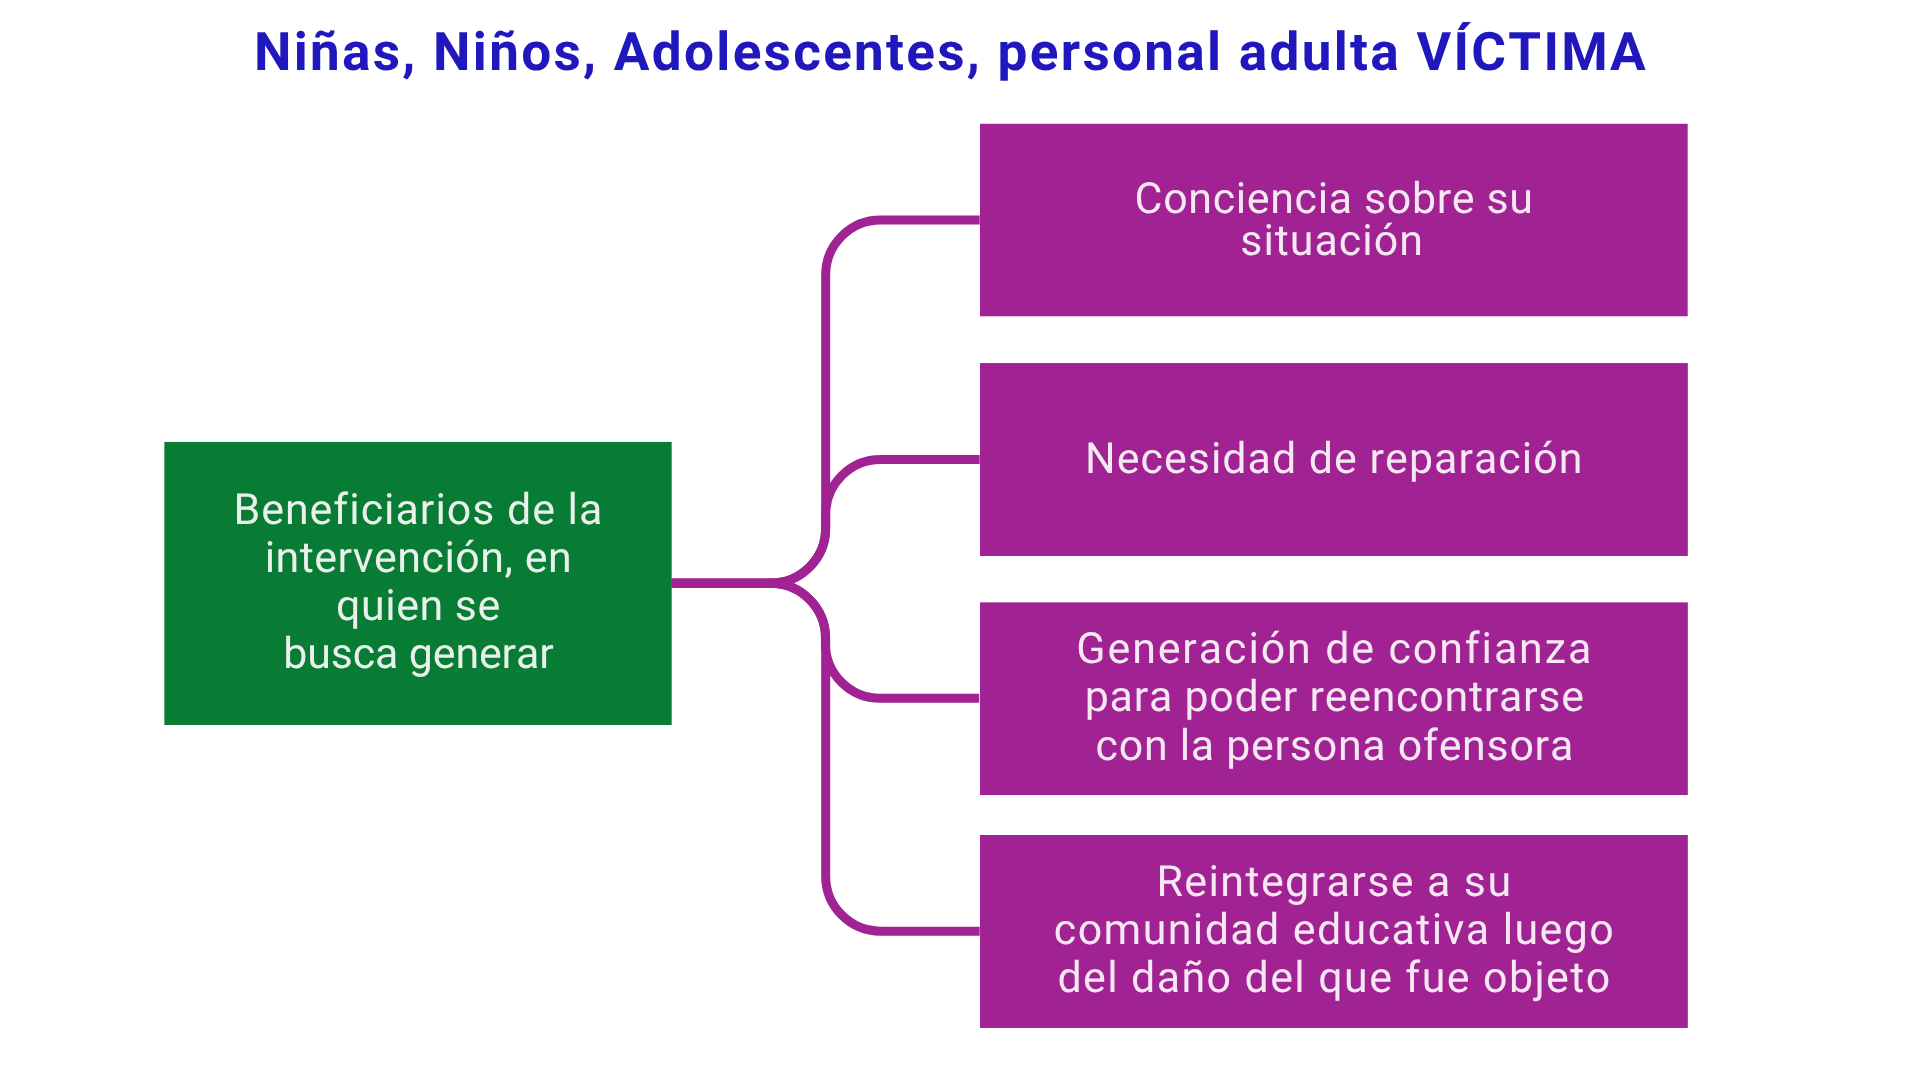 Niñas, Niños, Adolescentes, personal adulta VÍCTIMA
Beneficiarios de la
intervención, en
quien se
busca generar
Conciencia sobre su
situación
Necesidad de reparación
Generación de confianza
para poder reencontrarse
con la persona ofensora
Reintegrarse a su
comunidad educativa luego
del daño del que fue objeto